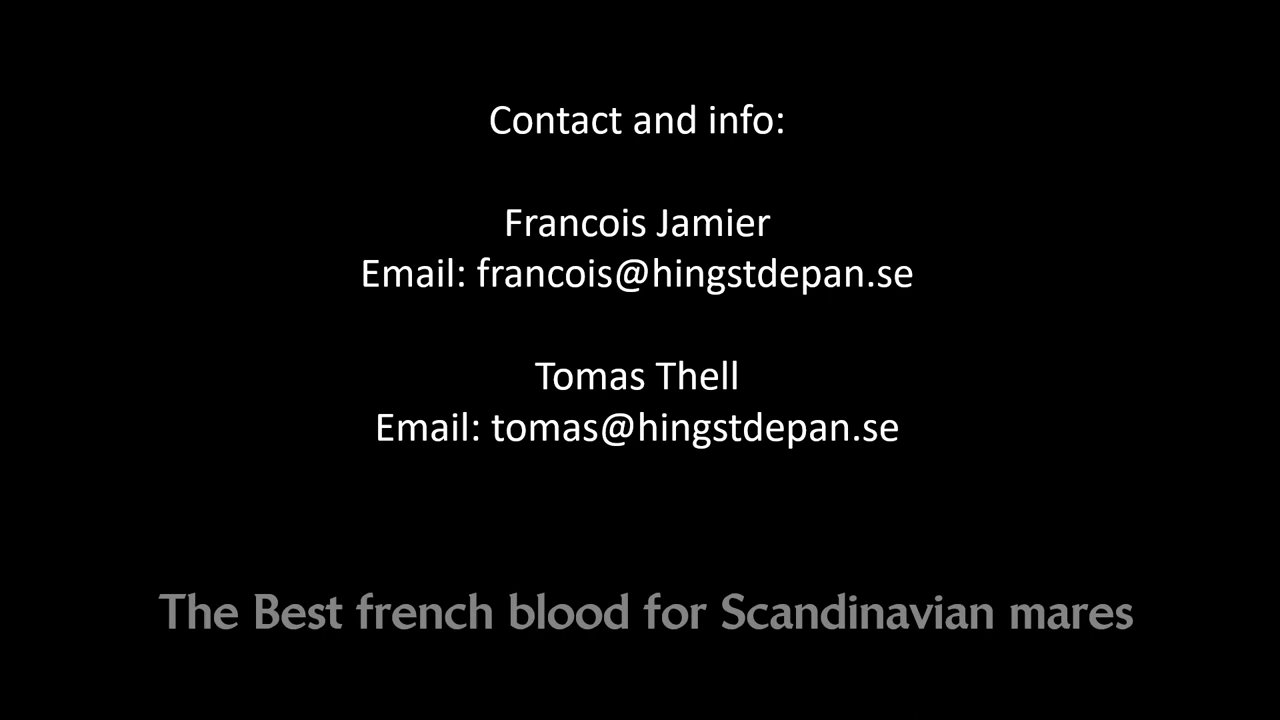 Contact and info:
Francois Jamier
Email: francois@hingstdepan.se
Tomas Thell
Email: tomas@hingstdepan.se
The Best french blood for Scandinavian mares